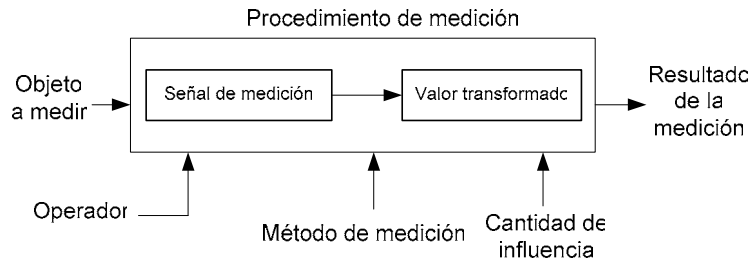 Procedimiento de medición
Objeto
a medir
Señal de medición
Valor transformado
Resultado
de la
medición
Operador
Método de medición
Cantidad de
influencia